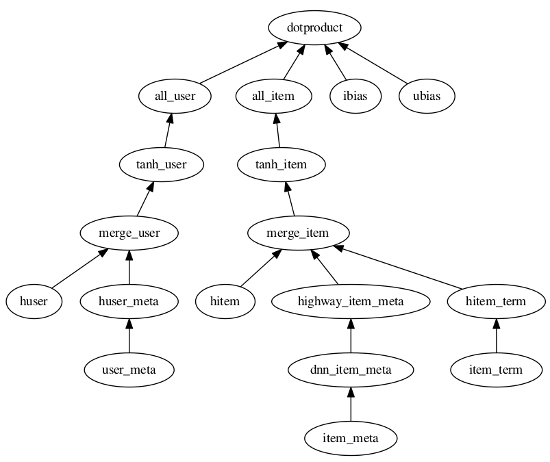 dotproduct
all_user
all_item
ibias
ubias
tanh_user
tanh_item
merge_user
merge_item
huser
huser_meta
hitem
highway_item_meta
hitem_term
user_meta
dnn_item_meta
item_term
item_meta